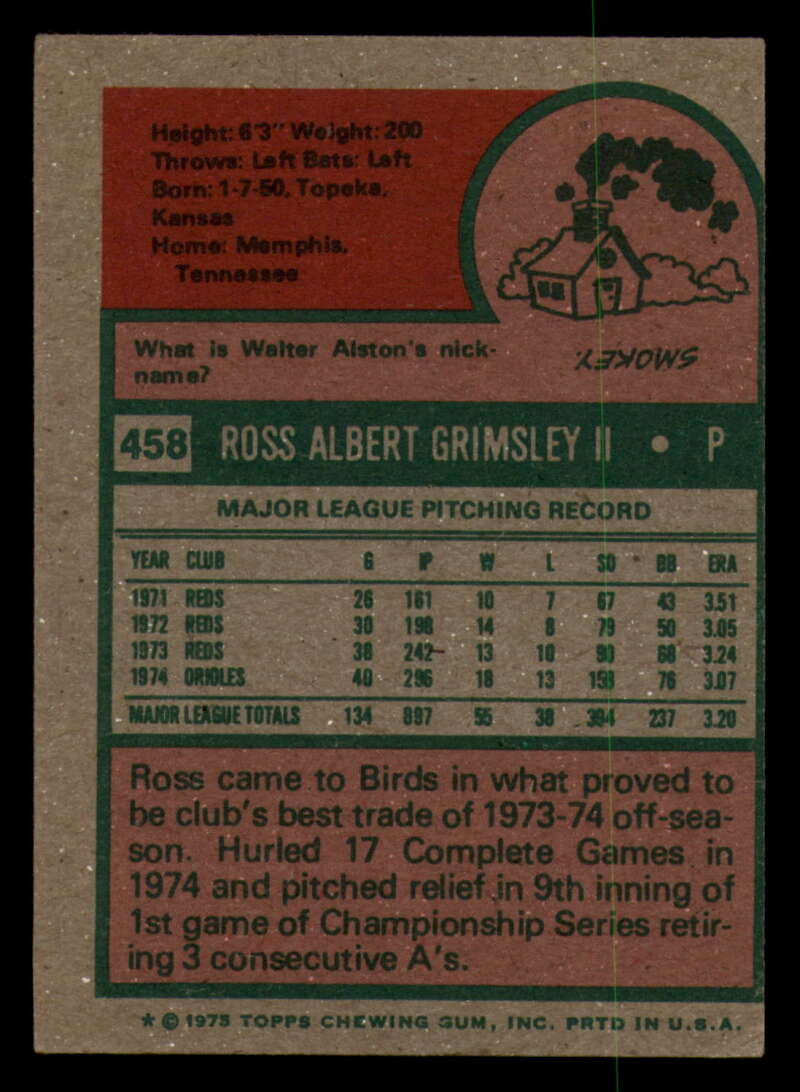 Height: 6'3" Weight: 200
Throws: Left Bats: Left
Born: 1-7-50, Topeka,
Kansas
Home: Memphis,
Tennessee
What is Walter Alston's nick-
name?
SMOKEY.
458 ROSS ALBERT GRIMSLEY II • P
MAJOR LEAGUE PITCHING RECORD
YEAR CLUB G IP W L SO BB ERA
1971 REDS 26 161 10 7 67 43 3.51
1972 REDS 30 198 14 8 79 50 3.05
1973 REDS 38 242 13 10 90 68 3.24
1974 ORIOLES 40 296 18 13 158 76 3.07
MAJOR LEAGUE TOTALS 134 897 55 38 394 237 3.20
Ross came to Birds in what proved to
be club's best trade of 1973-74 off-sea-
son. Hurled 17 Complete Games in
1974 and pitched relief in 9th inning of
1st game of Championship Series retir-
ing 3 consecutive A's.
* © 1975 TOPPS CHEWING GUM, INC. PRTD IN U.S.A.